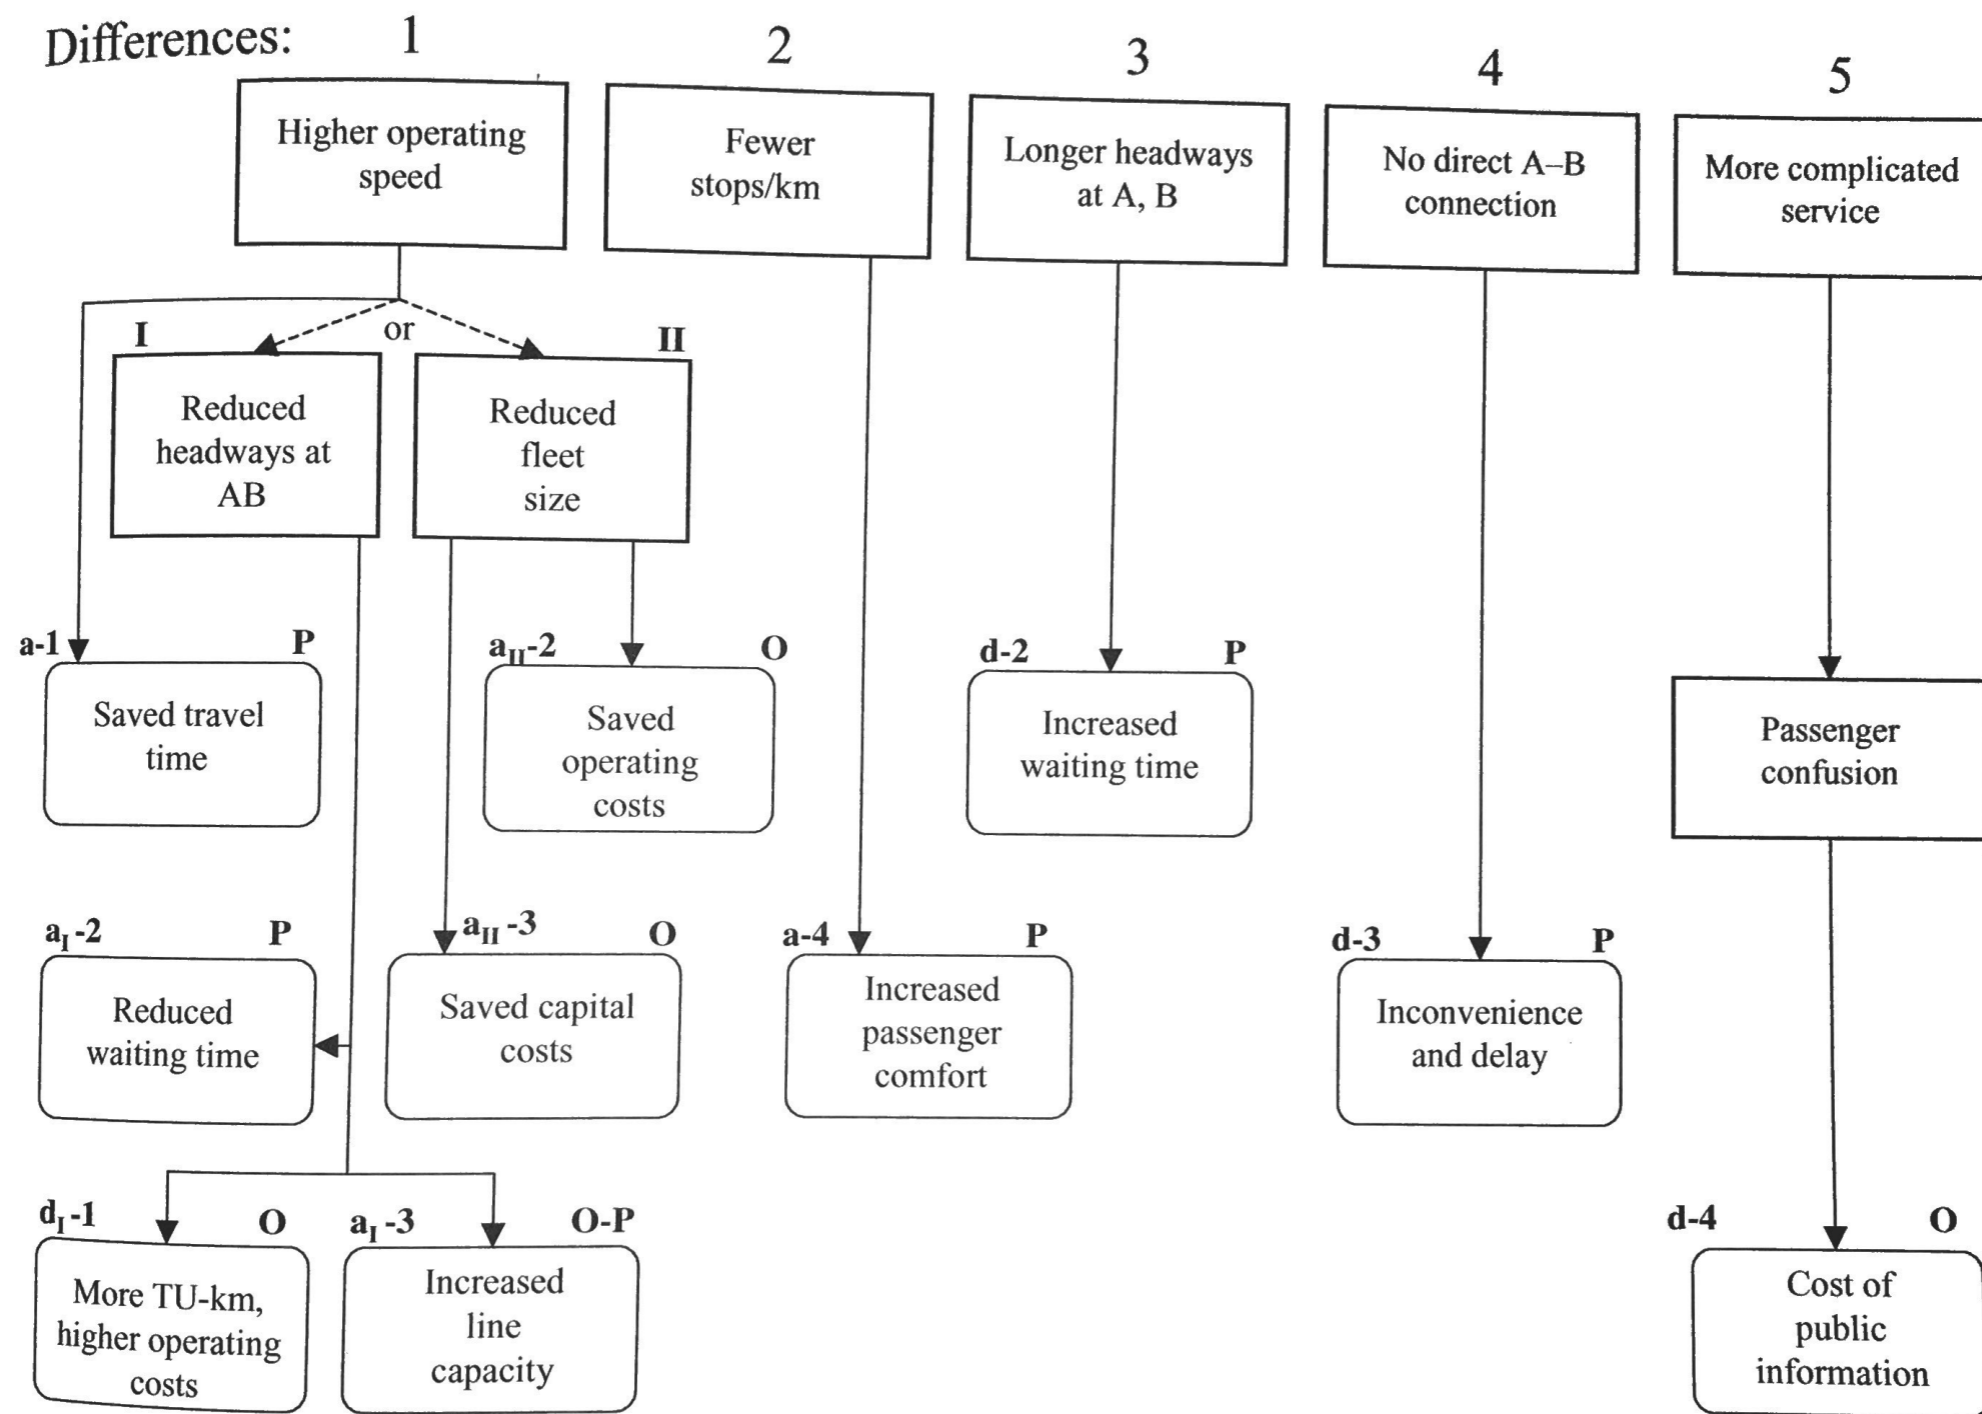 Differences:
1
2
3
4
5
Higher operating
speed
Fewer
stops/km
Longer headways
at A, B
No direct A–B
connection
More complicated
service
or
I
II
Reduced
headways at
AB
Reduced
fleet
size
a-1
P
Saved travel
time
aII-2
O
Saved
operating
costs
d-2
P
Increased
waiting time
Passenger
confusion
aI -2
P
Reduced
waiting time
aII -3
O
Saved capital
costs
a-4
P
Increased
passenger
comfort
d-3
P
Inconvenience
and delay
dI -1
O
More TU-km,
higher operating
costs
aI -3
O-P
Increased
line
capacity
d-4
O
Cost of
public
information